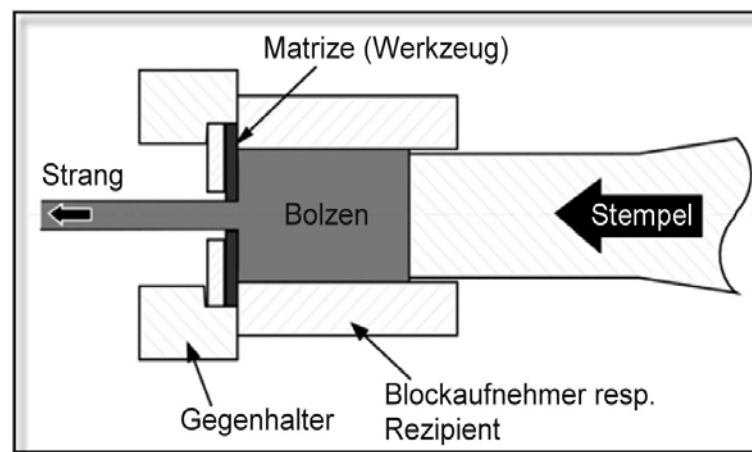 Matrize (Werkzeug)
Strang
Bolzen
Stempel
Gegenhalter
Blockaufnehmer resp.
Rezipient